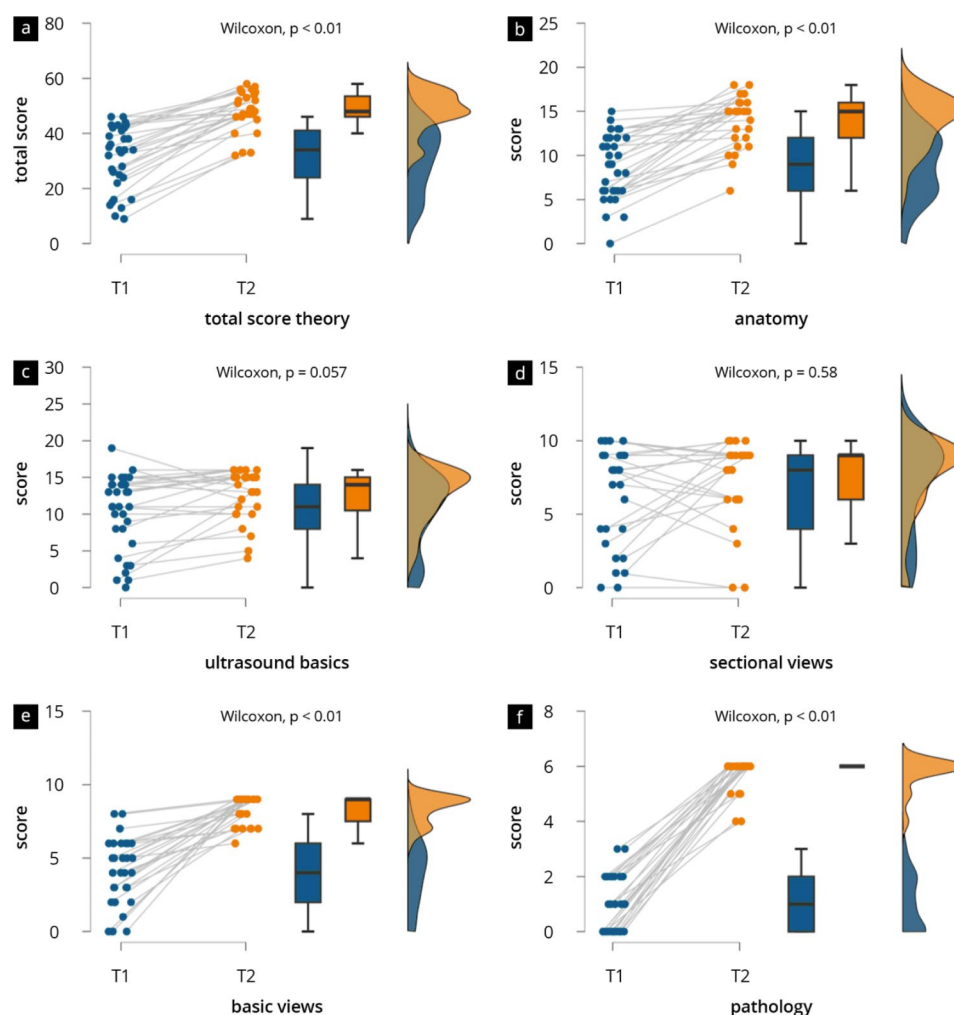 a
Wilcoxon, p < 0.01
80
60
40
20
0
total score
T1
T2
total score theory
b
Wilcoxon, p < 0.01
25
20
15
10
5
0
score
T1
T2
anatomy
c
Wilcoxon, p = 0.057
30
25
20
15
10
5
0
score
T1
T2
ultrasound basics
d
Wilcoxon, p = 0.58
15
10
5
0
score
T1
T2
sectional views
e
Wilcoxon, p < 0.01
15
10
5
0
score
T1
T2
basic views
f
Wilcoxon, p < 0.01
8
6
4
2
0
score
T1
T2
pathology